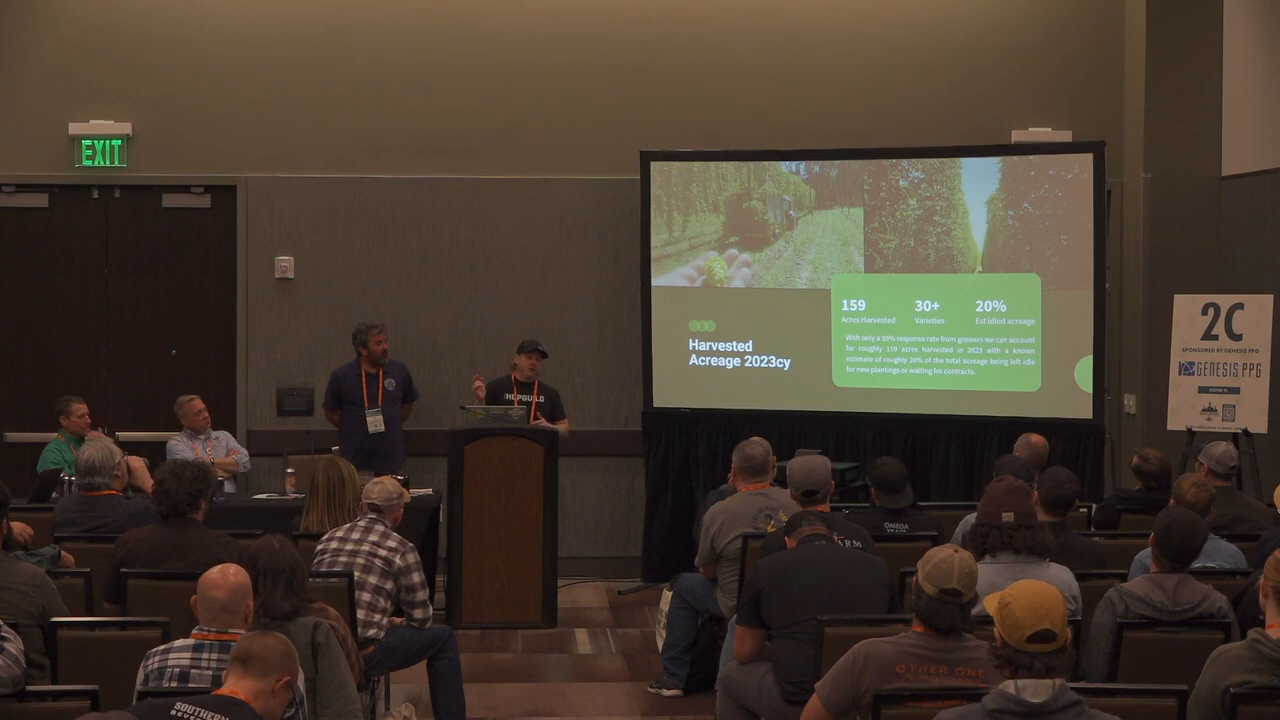 EXIT
159
Acres Harvested
30+
Varieties
20%
Est idled acreage
With only a 35% response rate from growers we can account
for roughly 159 acres harvested in 2023 with a known
estimate of roughly 20% of the total acreage being left idle
for new plantings or waiting for contracts.
Harvested
Acreage 2023cy
2C
SPONSORED BY GENESIS PPG
GENESIS PPG
HOPGUILD
OMEGA
YEAST
ARM
OTHER ONE
SOUTHERN